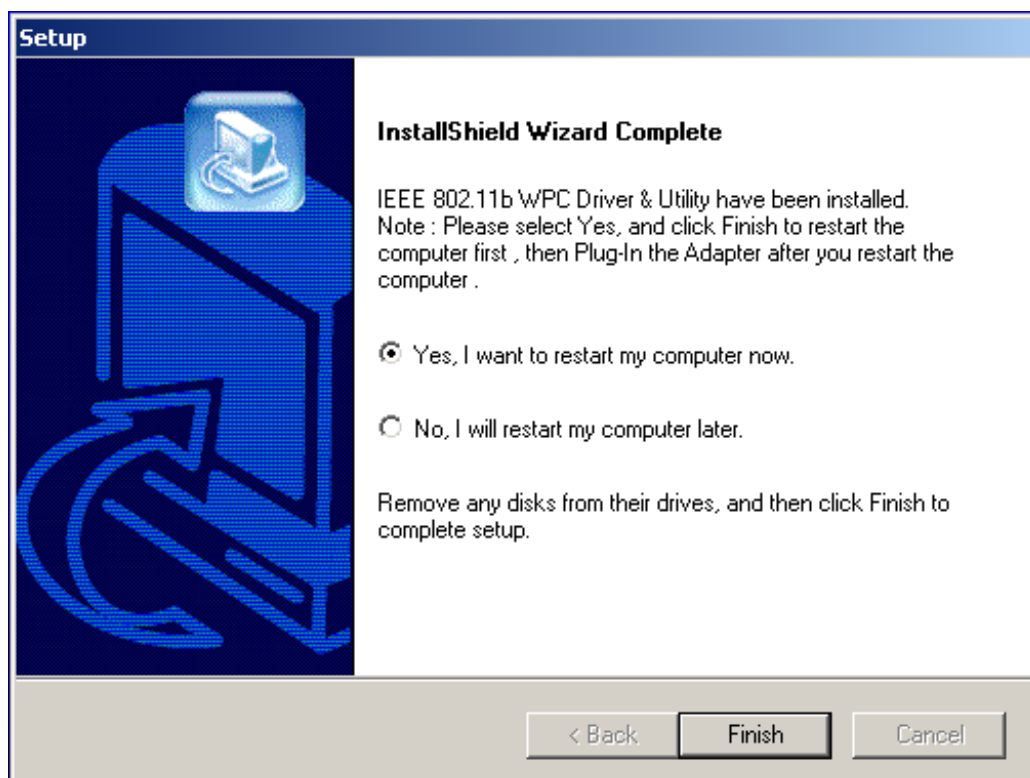 Setup
InstallShield Wizard Complete
IEEE 802.11b WPC Driver & Utility have been installed.
Note : Please select Yes, and click Finish to restart the
computer first , then Plug-In the Adapter after you restart the
computer .
Yes, I want to restart my computer now.
No, I will restart my computer later.
Remove any disks from their drives, and then click Finish to
complete setup.
< Back
Finish
Cancel